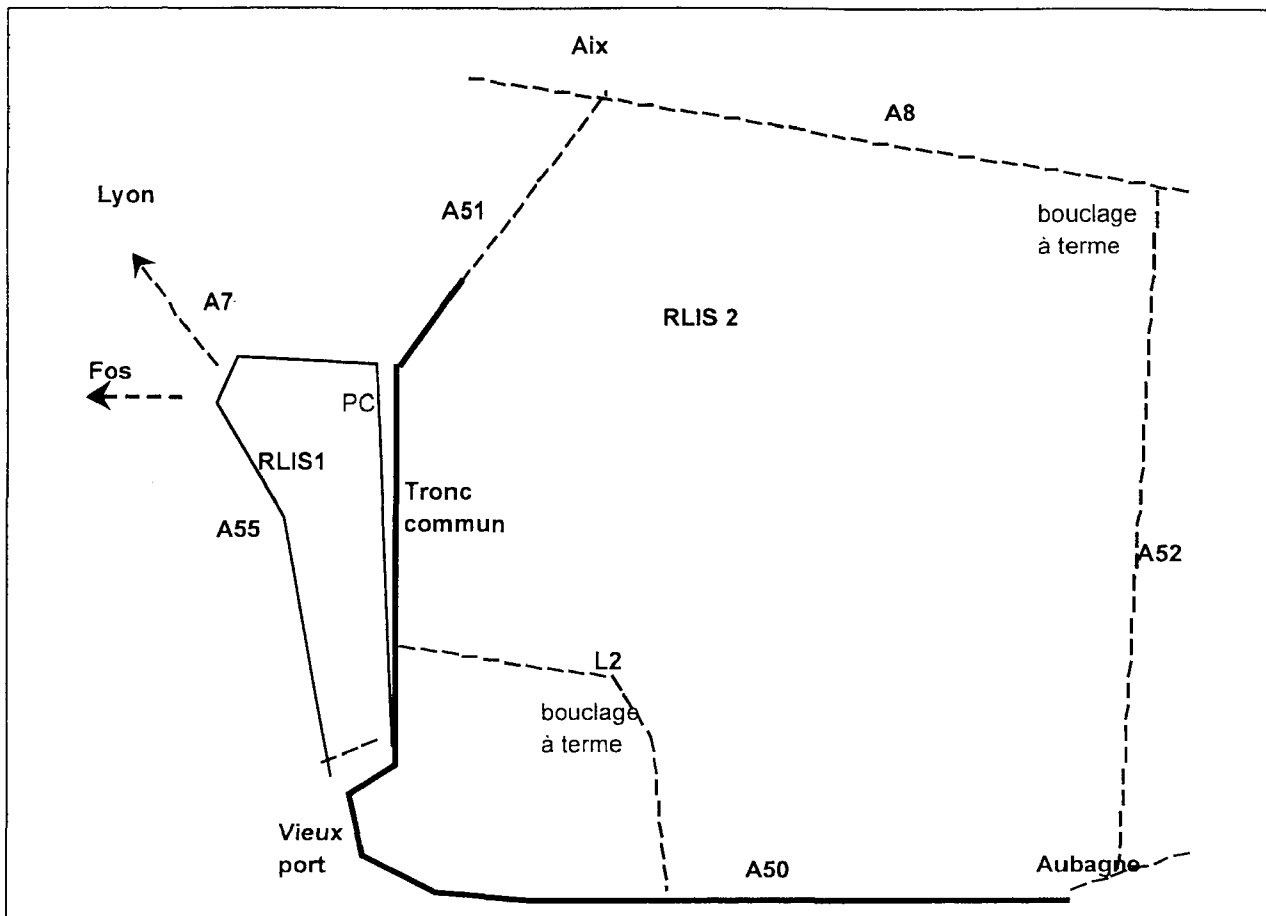 Aix
A8
Lyon
A51
bouclage
à terme
A7
RLIS 2
Fos
PC
RLIS1
Tronc
commun
A55
A52
L2
bouclage
à terme
Vieux
port
A50
Aubagne